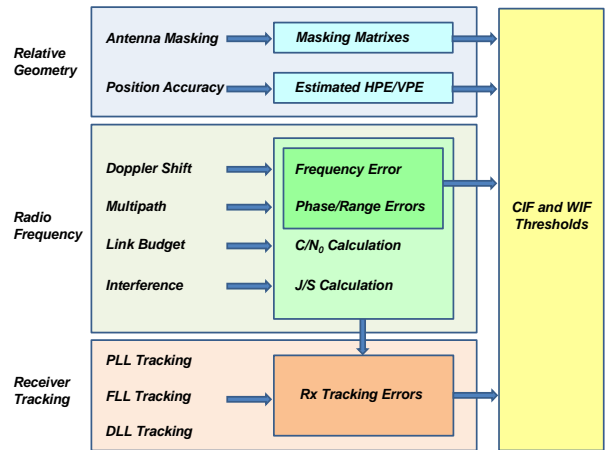 Relative
Geometry
Antenna Masking
Masking Matrixes
Position Accuracy
Estimated HPE/VPE
Radio
Frequency
Doppler Shift
Frequency Error
Multipath
Phase/Range Errors
Link Budget
C/N₀ Calculation
Interference
J/S Calculation
Receiver
Tracking
PLL Tracking
FLL Tracking
DLL Tracking
Rx Tracking Errors
CIF and WIF
Thresholds